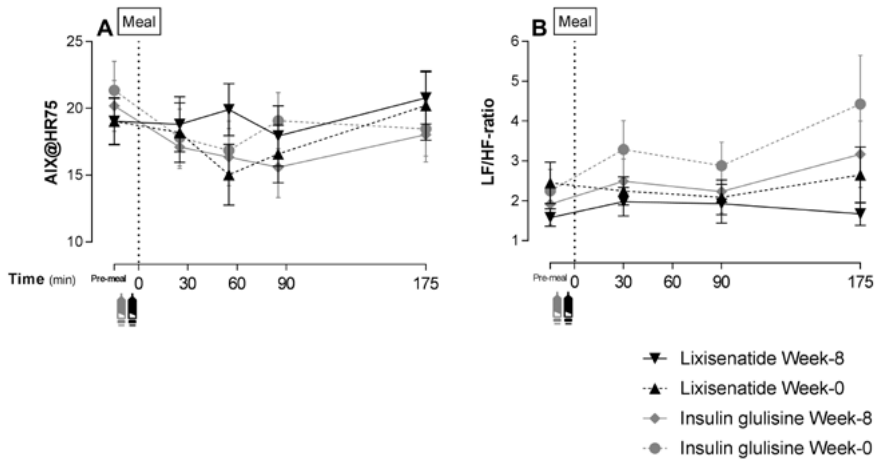 A Meal
B Meal
25
20
15
10
AIX@HR75
6
5
4
3
2
1
LF/HF-ratio
Time (min) Pre-meal 0 30 60 90 175
Pre-meal 0 30 60 90 175
Lixisenatide Week-8
Lixisenatide Week-0
Insulin glulisine Week-8
Insulin glulisine Week-0